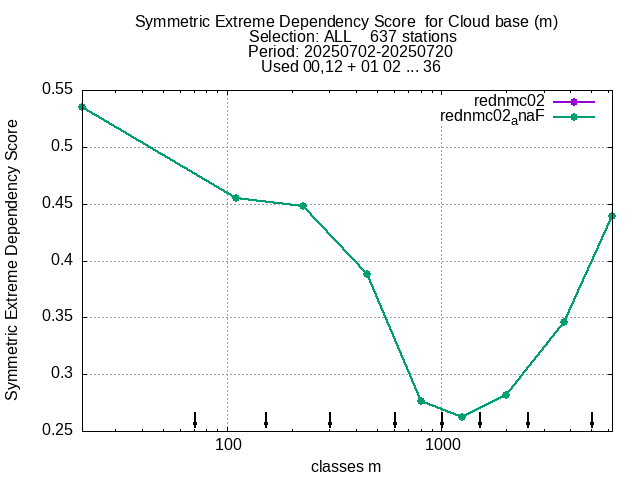 Symmetric Extreme Dependency Score  for Cloud base (m)
Selection: ALL    637 stations
Period: 20250702-20250720
Used 00,12 + 01 02 ... 36
rednmc02
rednmc02anaF
Symmetric Extreme Dependency Score
0.55
0.5
0.45
0.4
0.35
0.3
0.25
100
1000
classes m